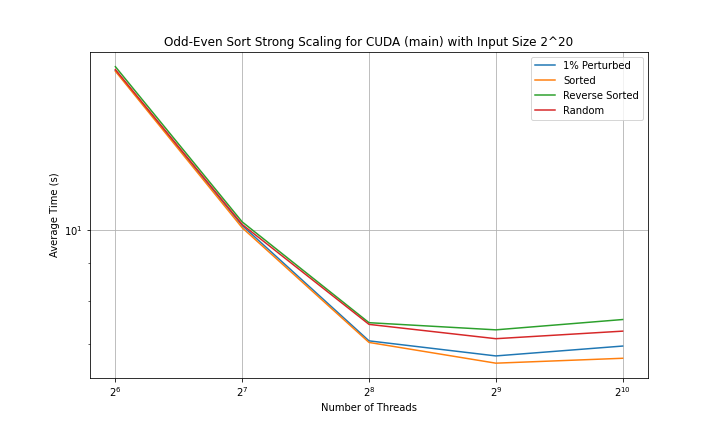 Odd-Even Sort Strong Scaling for CUDA (main) with Input Size 2^20
1% Perturbed
Sorted
Reverse Sorted
Random
Average Time (s)
10¹
2⁶ 2⁷ 2⁸ 2⁹ 2¹⁰
Number of Threads